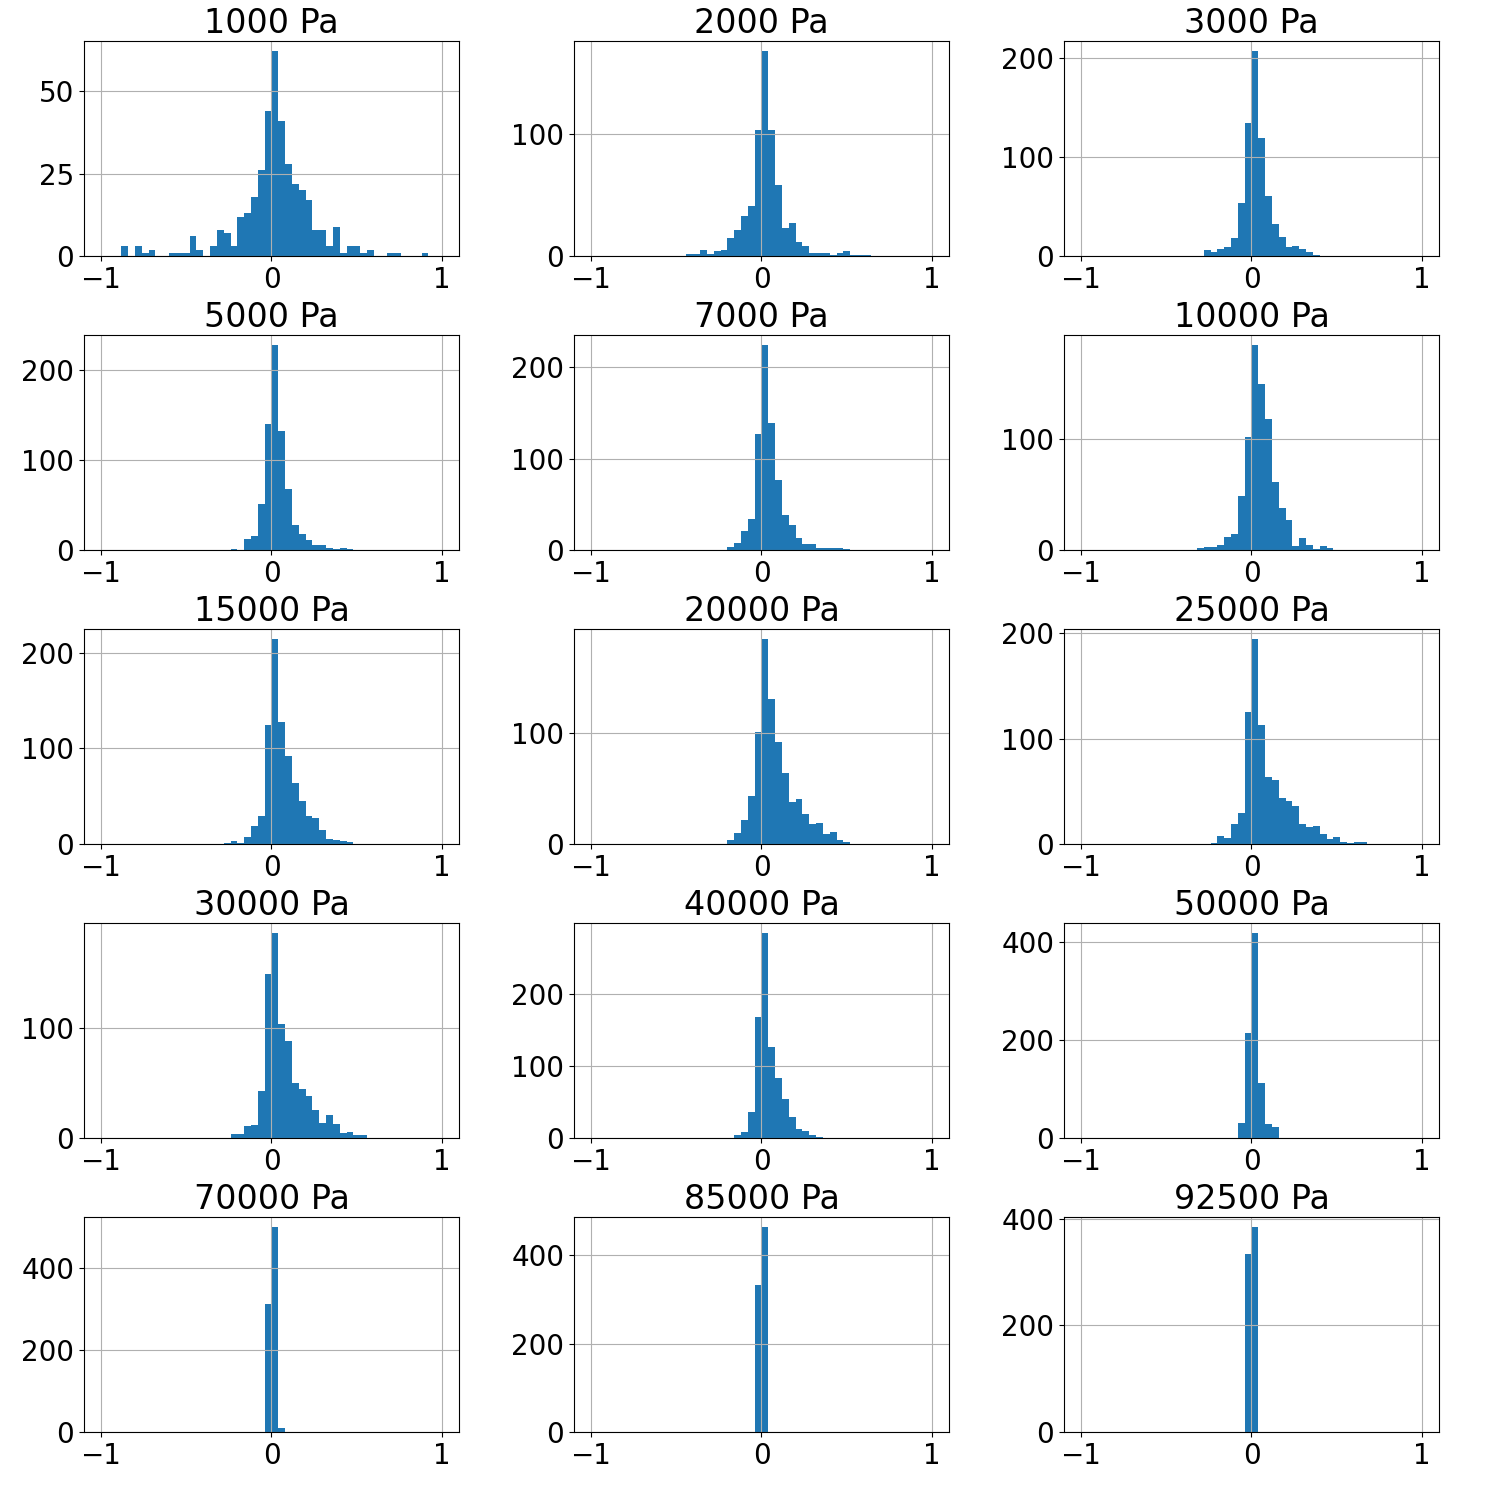 1000 Pa 2000 Pa 3000 Pa
50 25 0 100 0 200 100 0
−1 0 1 −1 0 1 −1 0 1
5000 Pa 7000 Pa 10000 Pa
200 100 0 200 100 0 100 0
−1 0 1 −1 0 1 −1 0 1
15000 Pa 20000 Pa 25000 Pa
200 100 0 100 0 200 100 0
−1 0 1 −1 0 1 −1 0 1
30000 Pa 40000 Pa 50000 Pa
100 0 200 100 0 400 200 0
−1 0 1 −1 0 1 −1 0 1
70000 Pa 85000 Pa 92500 Pa
400 200 0 400 200 0 400 200 0
−1 0 1 −1 0 1 −1 0 1